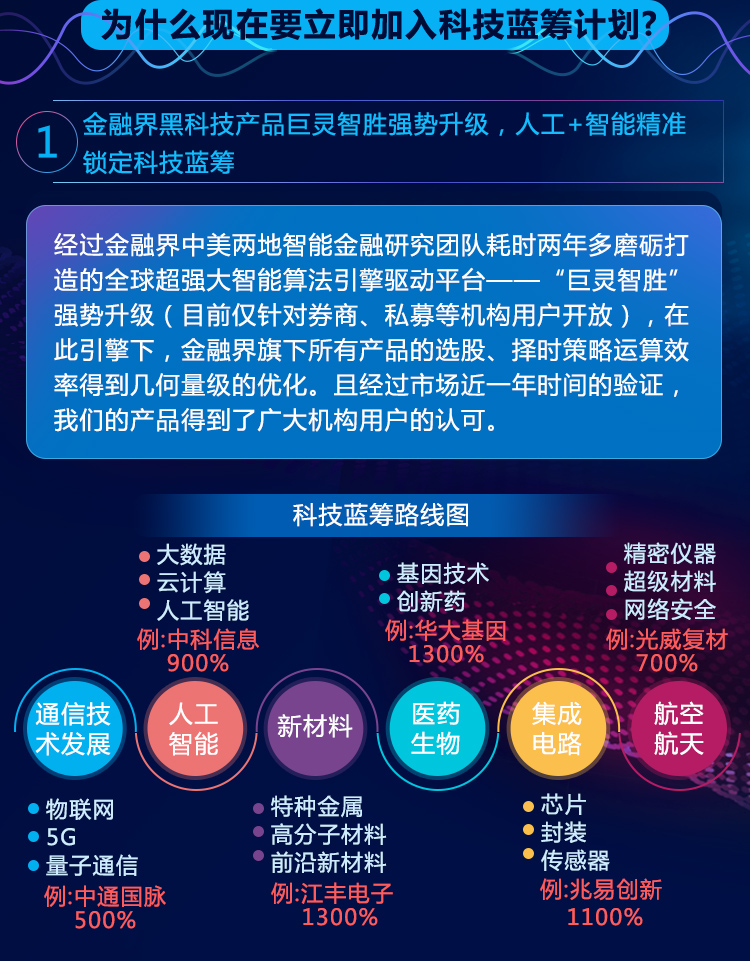 为什么现在要立即加入科技蓝筹计划?
1
金融界黑科技产品巨灵智胜强势升级，人工+智能精准
锁定科技蓝筹
经过金融界中美两地智能金融研究团队耗时两年多磨砺打
造的全球超强大智能算法引擎驱动平台——“巨灵智胜”
强势升级（目前仅针对券商、私募等机构用户开放），在
此引擎下，金融界旗下所有产品的选股、择时策略运算效
率得到几何量级的优化。且经过市场近一年时间的验证，
我们的产品得到了广大机构用户的认可。
科技蓝筹路线图
大数据
云计算
人工智能
例:中科信息
900%
基因技术
创新药
例:华大基因
1300%
精密仪器
超级材料
网络安全
例:光威复材
700%
通信技
术发展
人工
智能
新材料
医药
生物
集成
电路
航空
航天
物联网
5G
量子通信
例:中通国脉
500%
特种金属
高分子材料
前沿新材料
例:江丰电子
1300%
芯片
封装
传感器
例:兆易创新
1100%